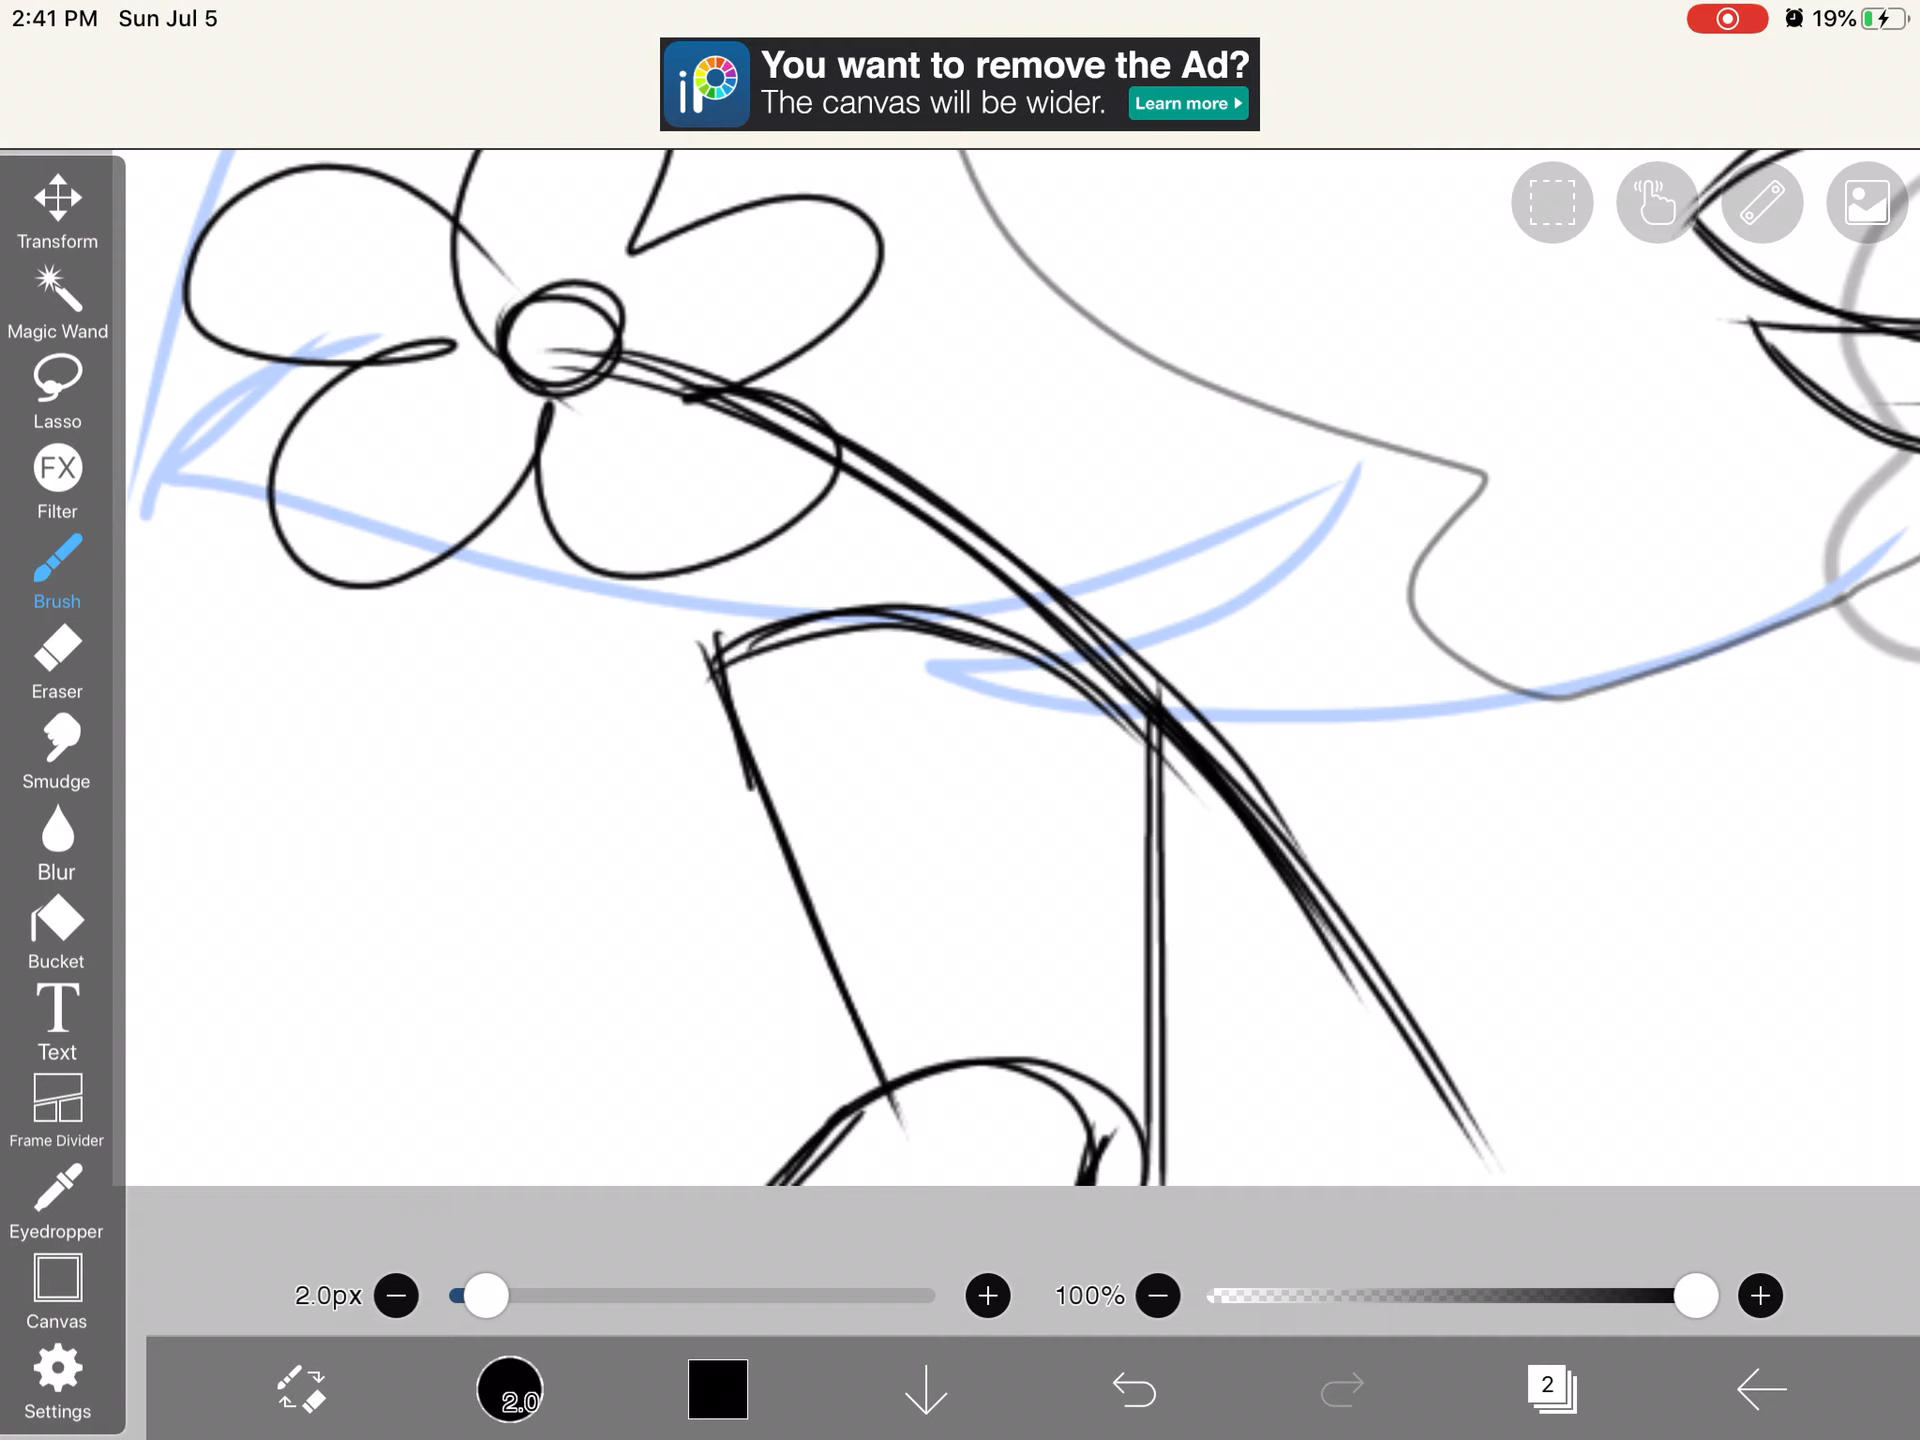 2:41 PM Sun Jul 5
19%
iP
You want to remove the Ad?
The canvas will be wider.
Learn more
Transform
Magic Wand
Lasso
FX
Filter
Brush
Eraser
Smudge
Blur
Bucket
T
Text
Frame Divider
Eyedropper
Canvas
Settings
2.0px
100%
2.0
2